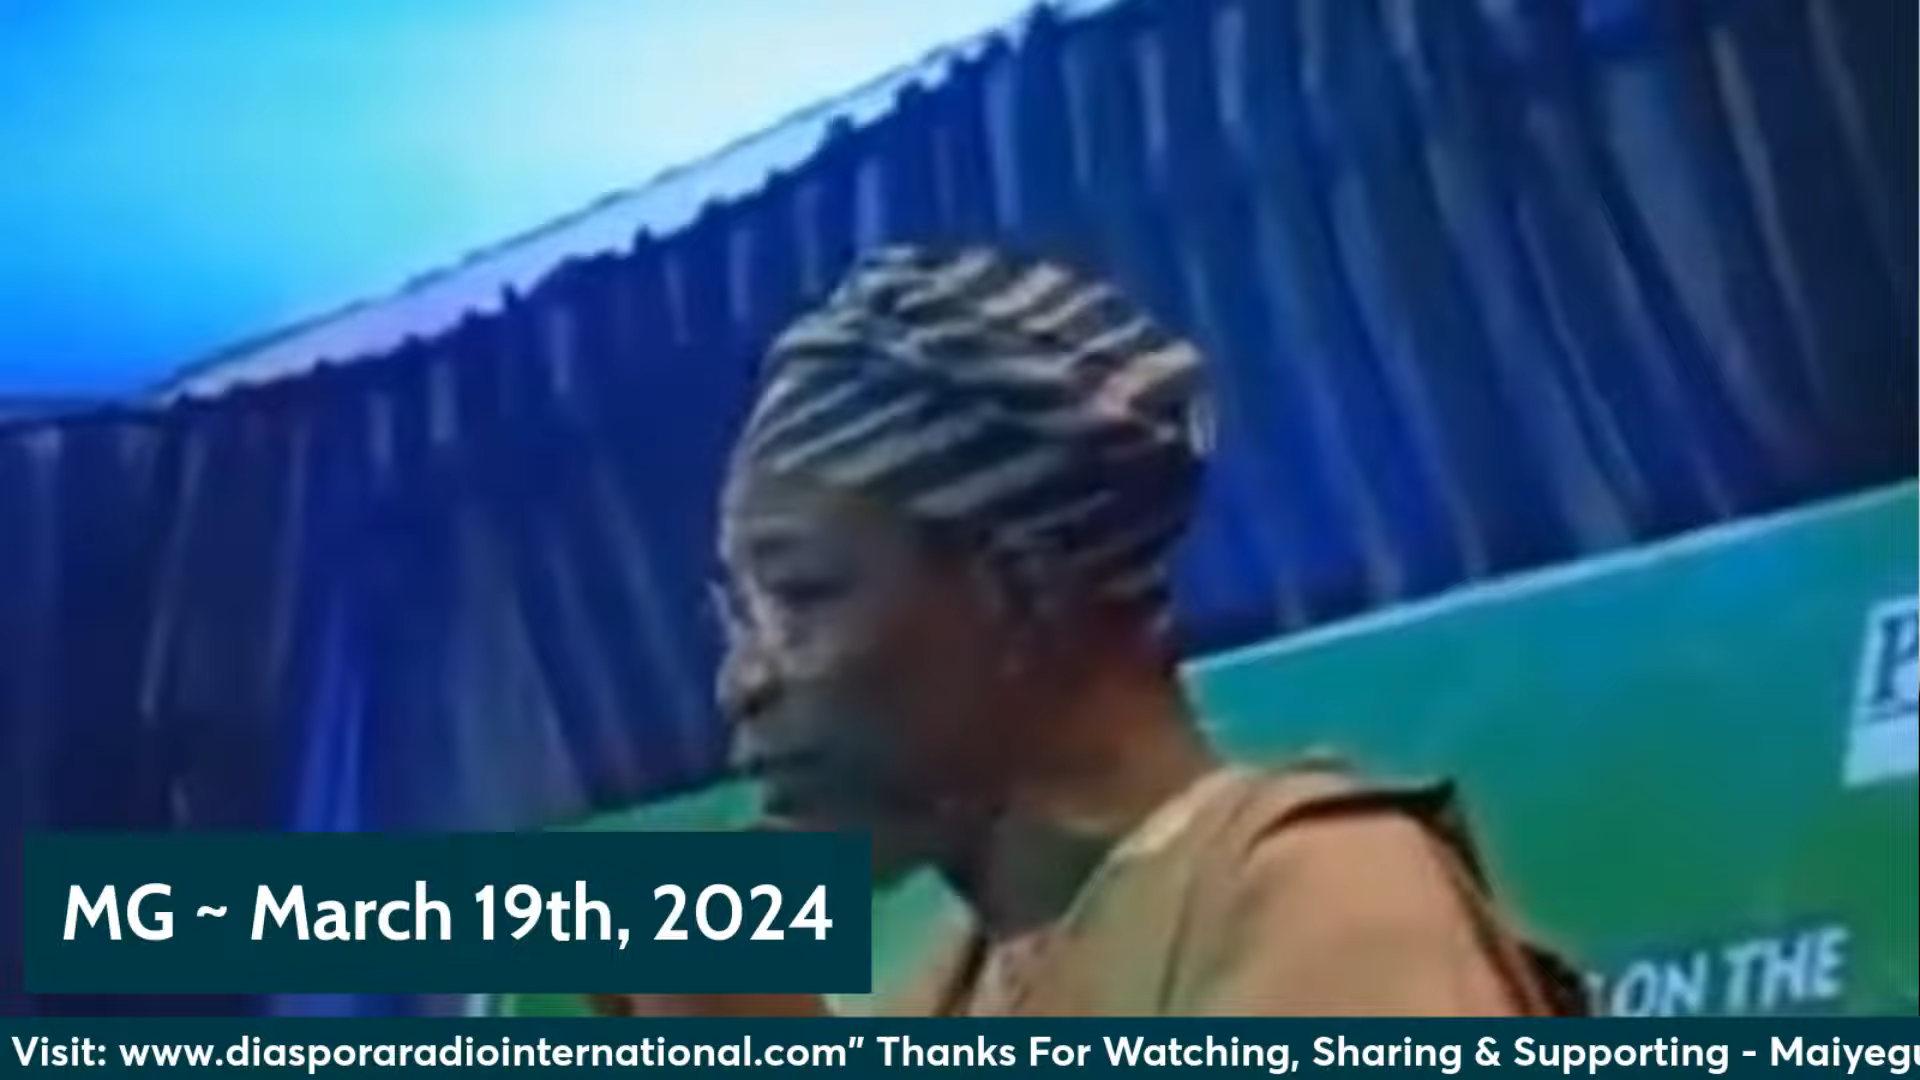 ON THE
MG ~ March 19th, 2024
Visit: www.diasporaradiointernational.com” Thanks For Watching, Sharing & Supporting -